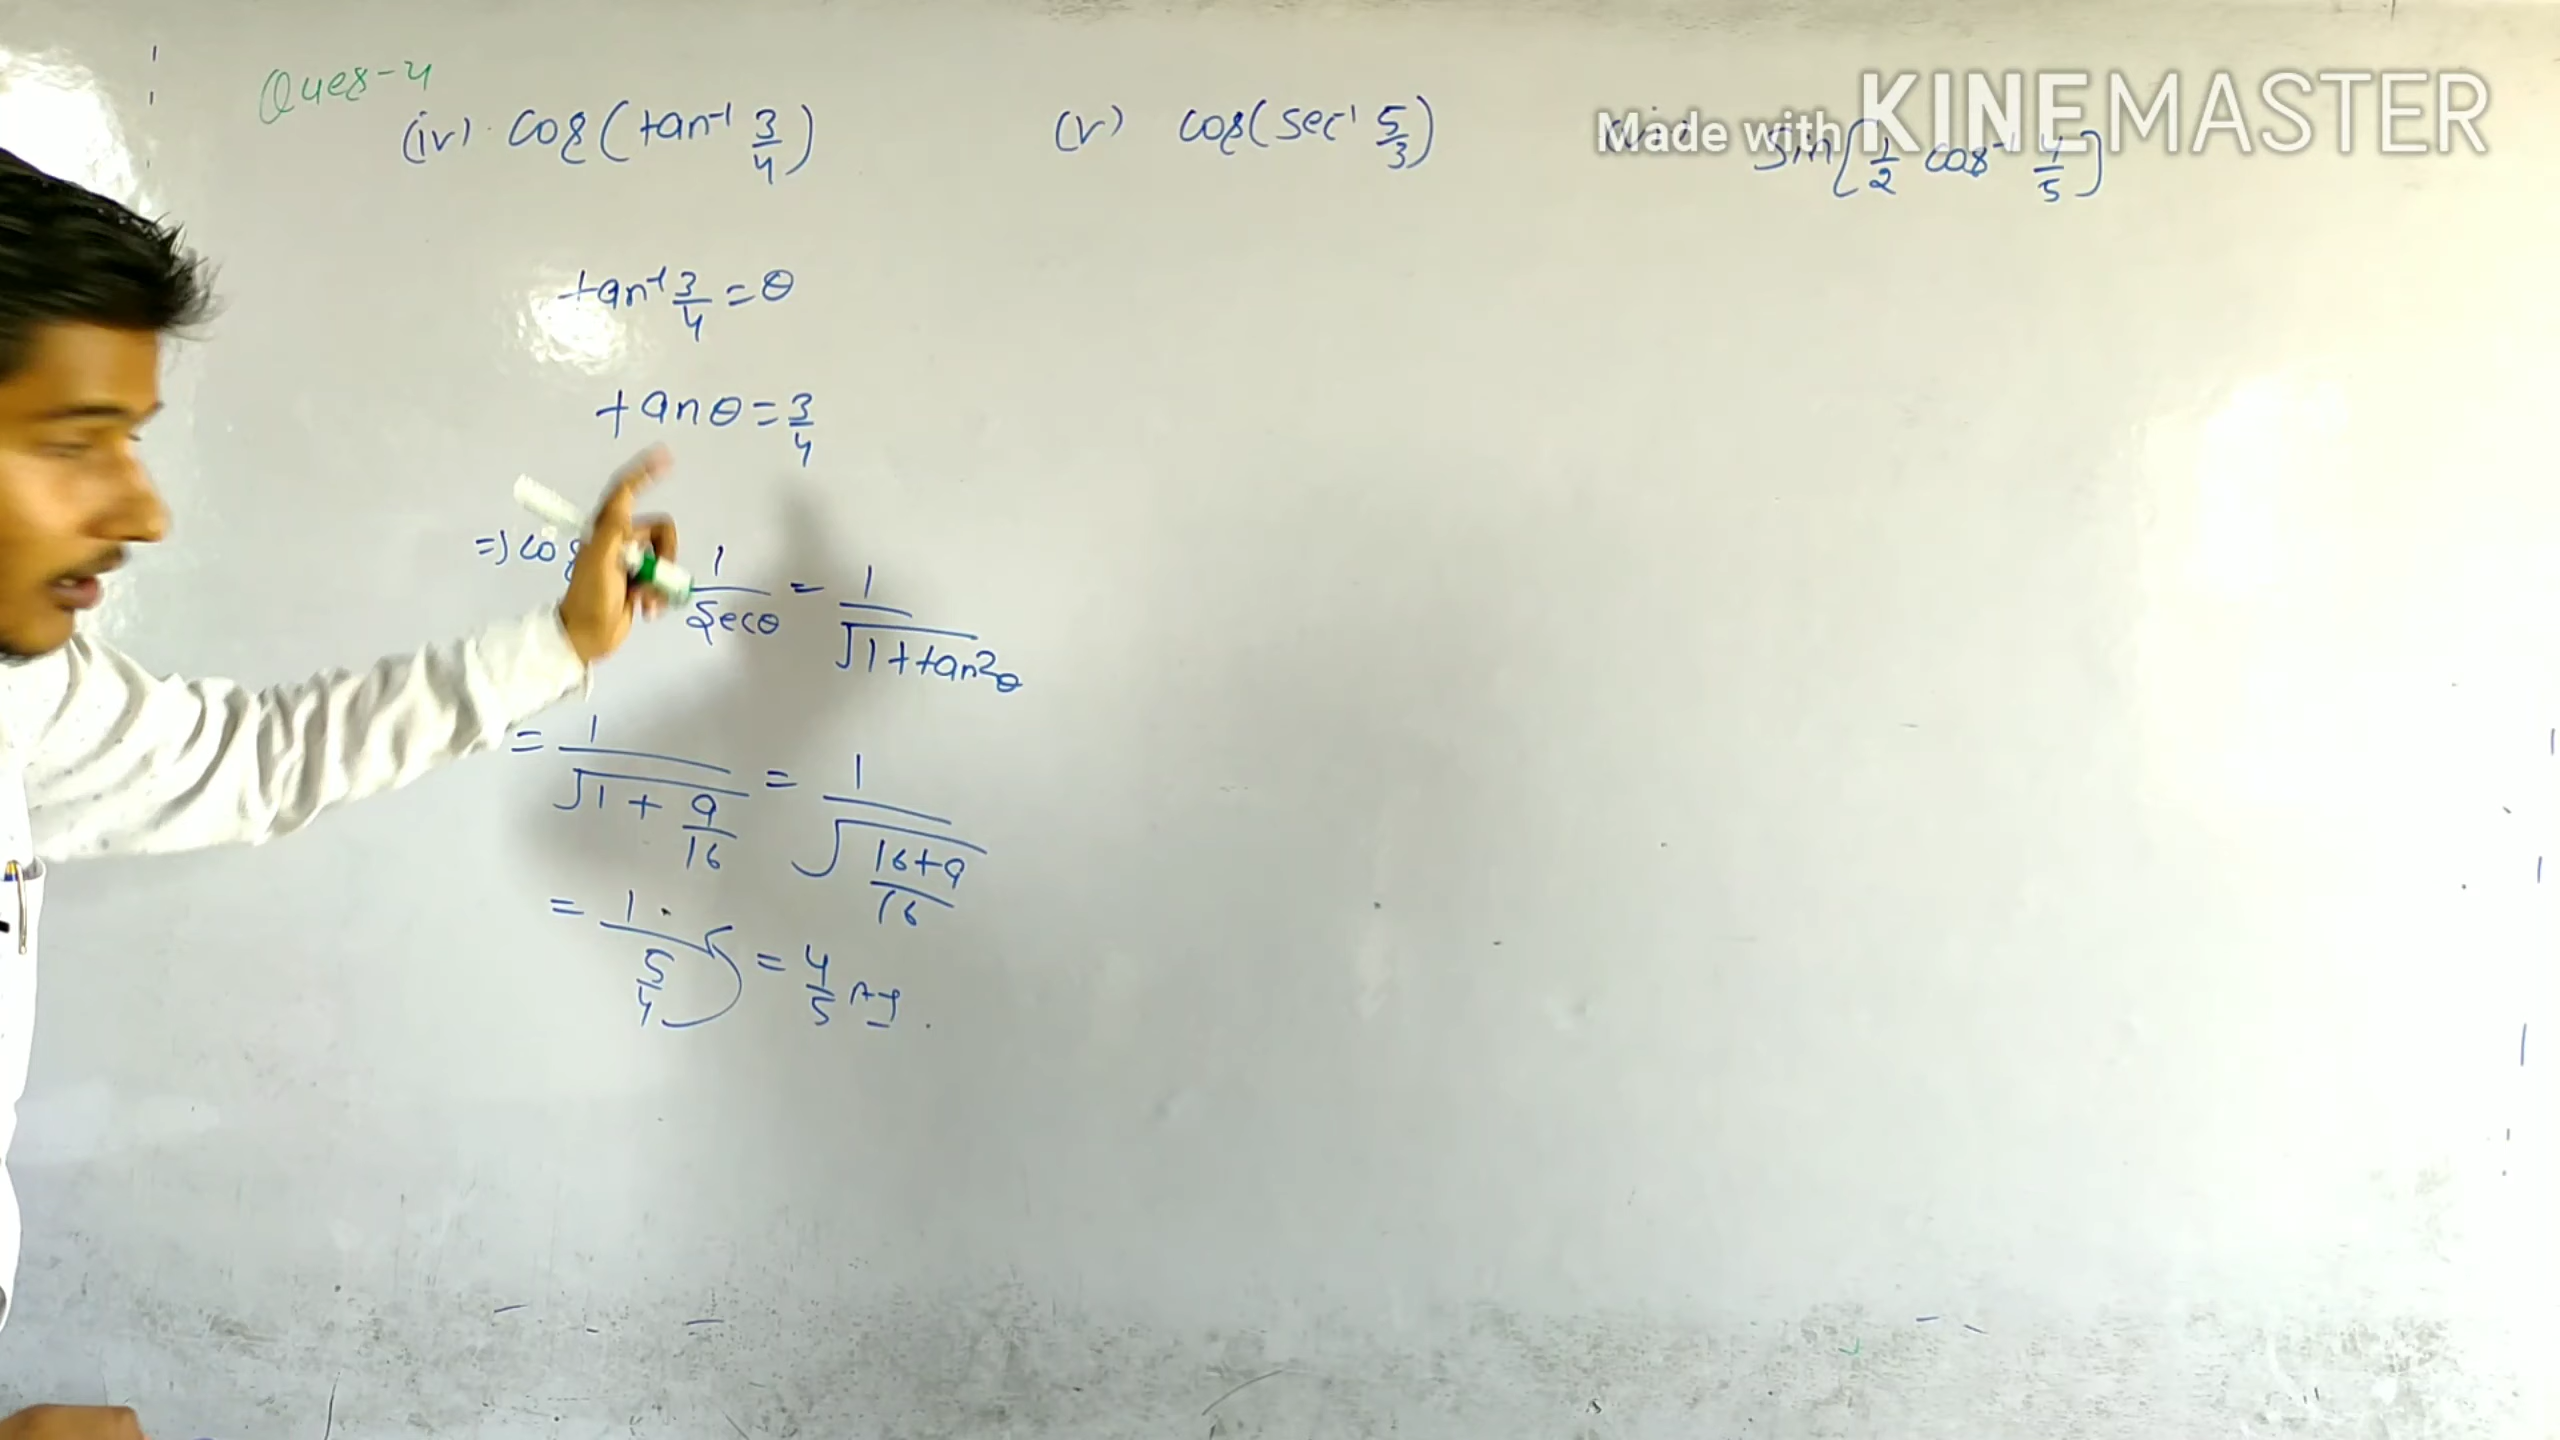 Ques-4
(iv) cos(tan⁻¹ 3/4)
(v) cos(sec⁻¹ 5/3)
Made with KINEMASTER
sin[1/2 cos⁻¹ 4/5]
tan⁻¹ 3/4 = θ
tanθ = 3/4
=) cos 1/secθ = 1/√1+tan²θ
= 1/√1+9/16 = 1/√(16+9)/16
= 1/(5/4) = 4/5